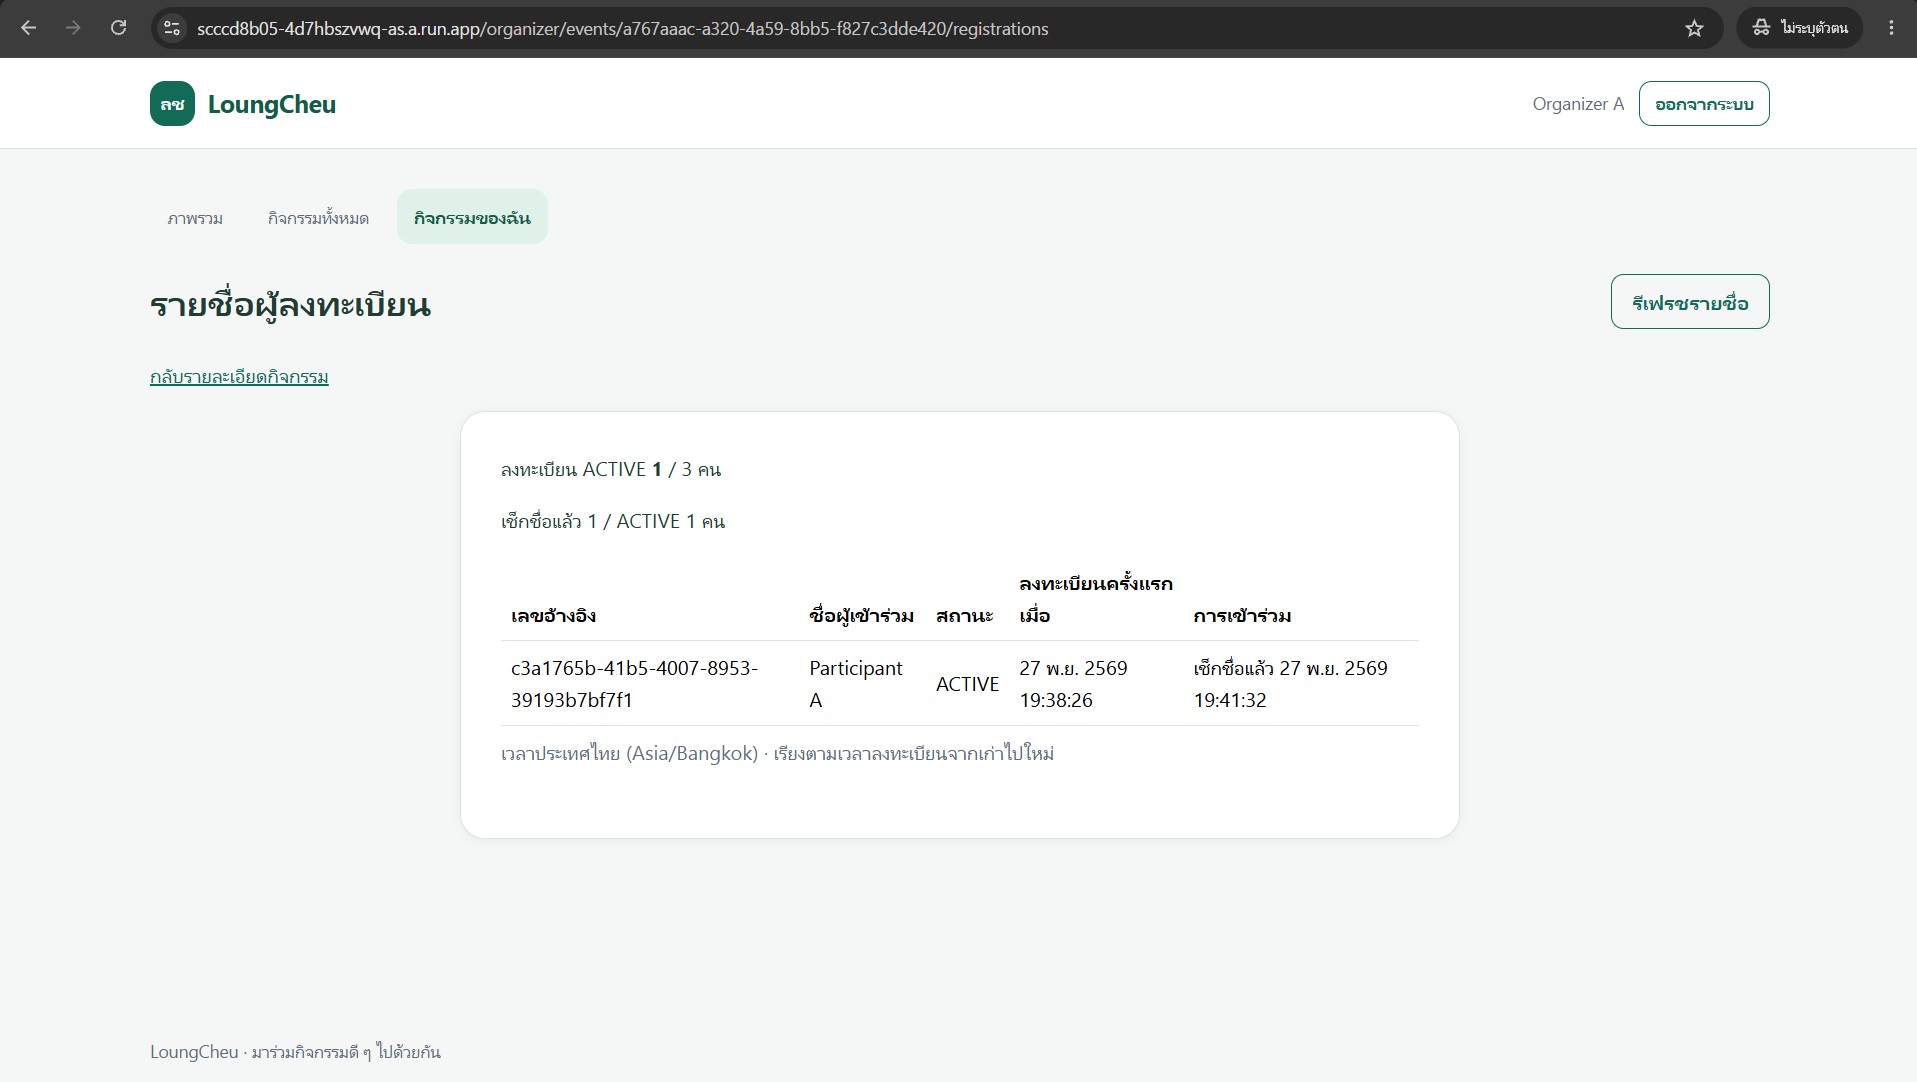 scccd8b05-4d7hbszvwq-as.a.run.app/organizer/events/a767aaac-a320-4a59-8bb5-f827c3dde420/registrations
ไม่ระบุตัวตน
ลช LoungCheu
Organizer A
ออกจากระบบ
ภาพรวม
กิจกรรมทั้งหมด
กิจกรรมของฉัน
รายชื่อผู้ลงทะเบียน
รีเฟรชรายชื่อ
กลับรายละเอียดกิจกรรม
ลงทะเบียน ACTIVE 1 / 3 คน
เช็กชื่อแล้ว 1 / ACTIVE 1 คน
เลขอ้างอิง
ชื่อผู้เข้าร่วม
สถานะ
ลงทะเบียนครั้งแรก
เมื่อ
การเข้าร่วม
c3a1765b-41b5-4007-8953-
39193b7bf7f1
Participant
A
ACTIVE
27 พ.ย. 2569
19:38:26
เช็กชื่อแล้ว 27 พ.ย. 2569
19:41:32
เวลาประเทศไทย (Asia/Bangkok) · เรียงตามเวลาลงทะเบียนจากเก่าไปใหม่
LoungCheu · มาร่วมกิจกรรมดี ๆ ไปด้วยกัน